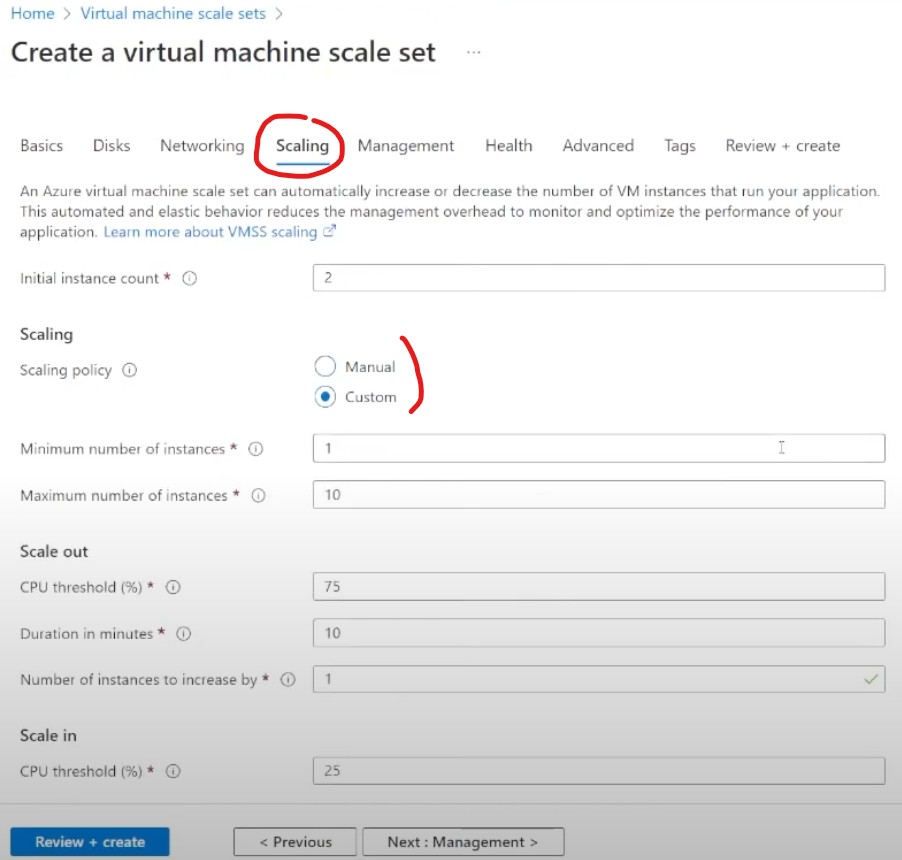 Home > Virtual machine scale sets >
Create a virtual machine scale set ...
Basics Disks Networking Scaling Management Health Advanced Tags Review + create
An Azure virtual machine scale set can automatically increase or decrease the number of VM instances that run your application.
This automated and elastic behavior reduces the management overhead to monitor and optimize the performance of your
application. Learn more about VMSS scaling
Initial instance count * 2
Scaling
Scaling policy Manual
Custom
Minimum number of instances * 1
Maximum number of instances * 10
Scale out
CPU threshold (%) * 75
Duration in minutes * 10
Number of instances to increase by * 1
Scale in
CPU threshold (%) * 25
Review + create < Previous Next : Management >